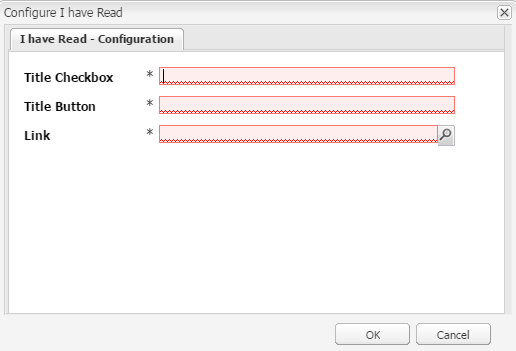 Configure I have Read
I have Read - Configuration
Title Checkbox *
Title Button *
Link *
OK Cancel